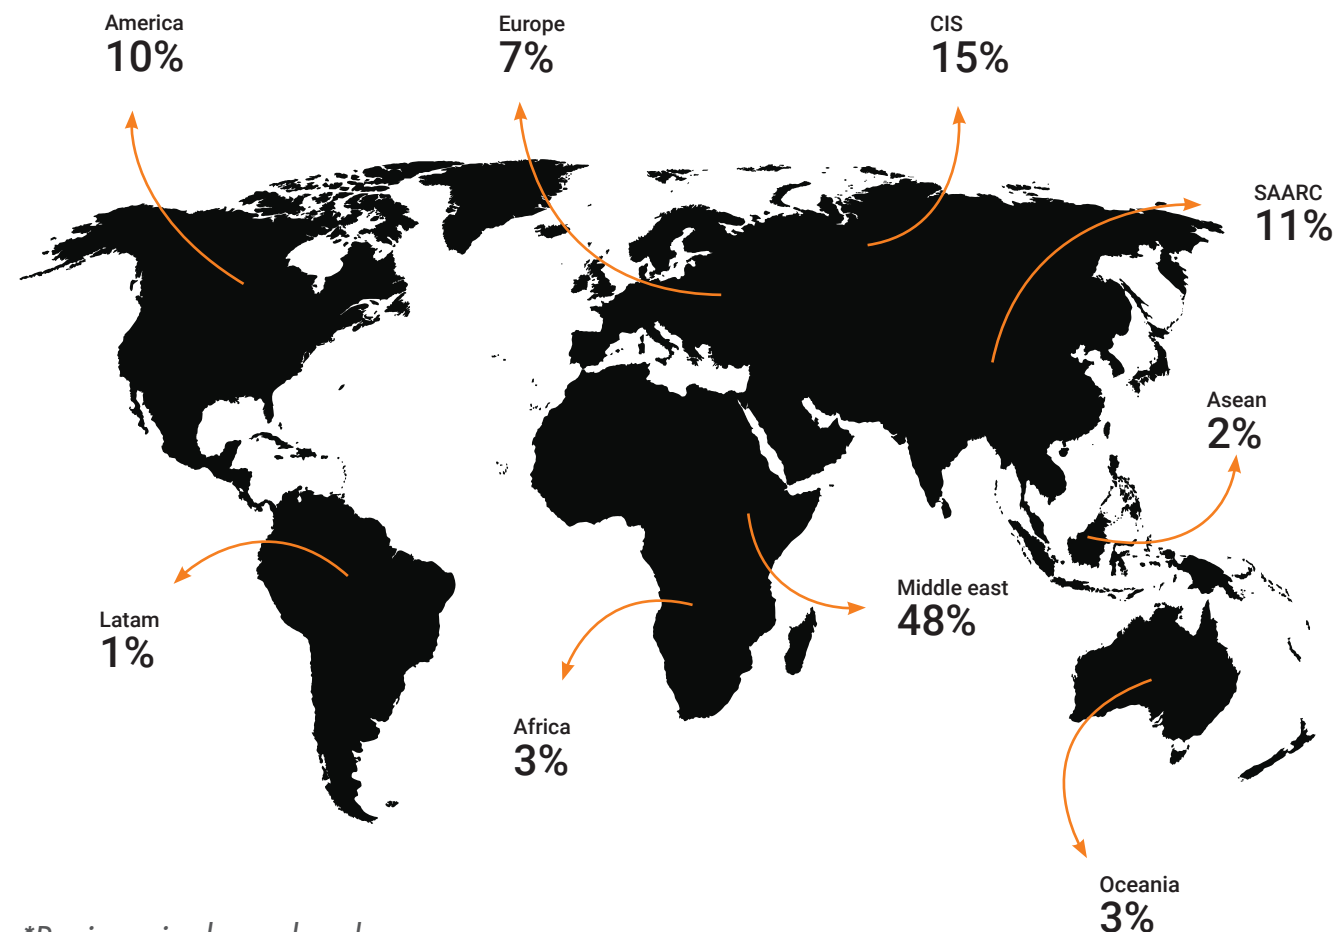 America
10%
Europe
7%
CIS
15%
SAARC
11%
Asean
2%
Middle east
48%
Latam
1%
Africa
3%
Oceania
3%